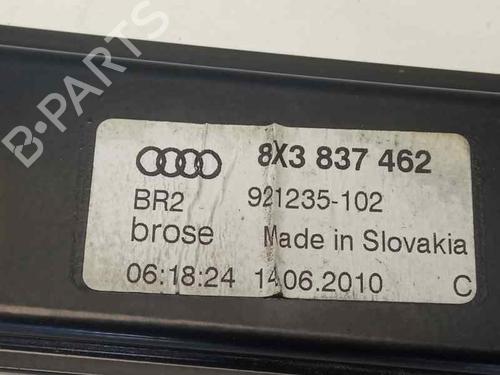 B-PARTS
8X3 837 462
BR2 921235-102
brose Made in Slovakia
06:18:24 14.06.2010 C